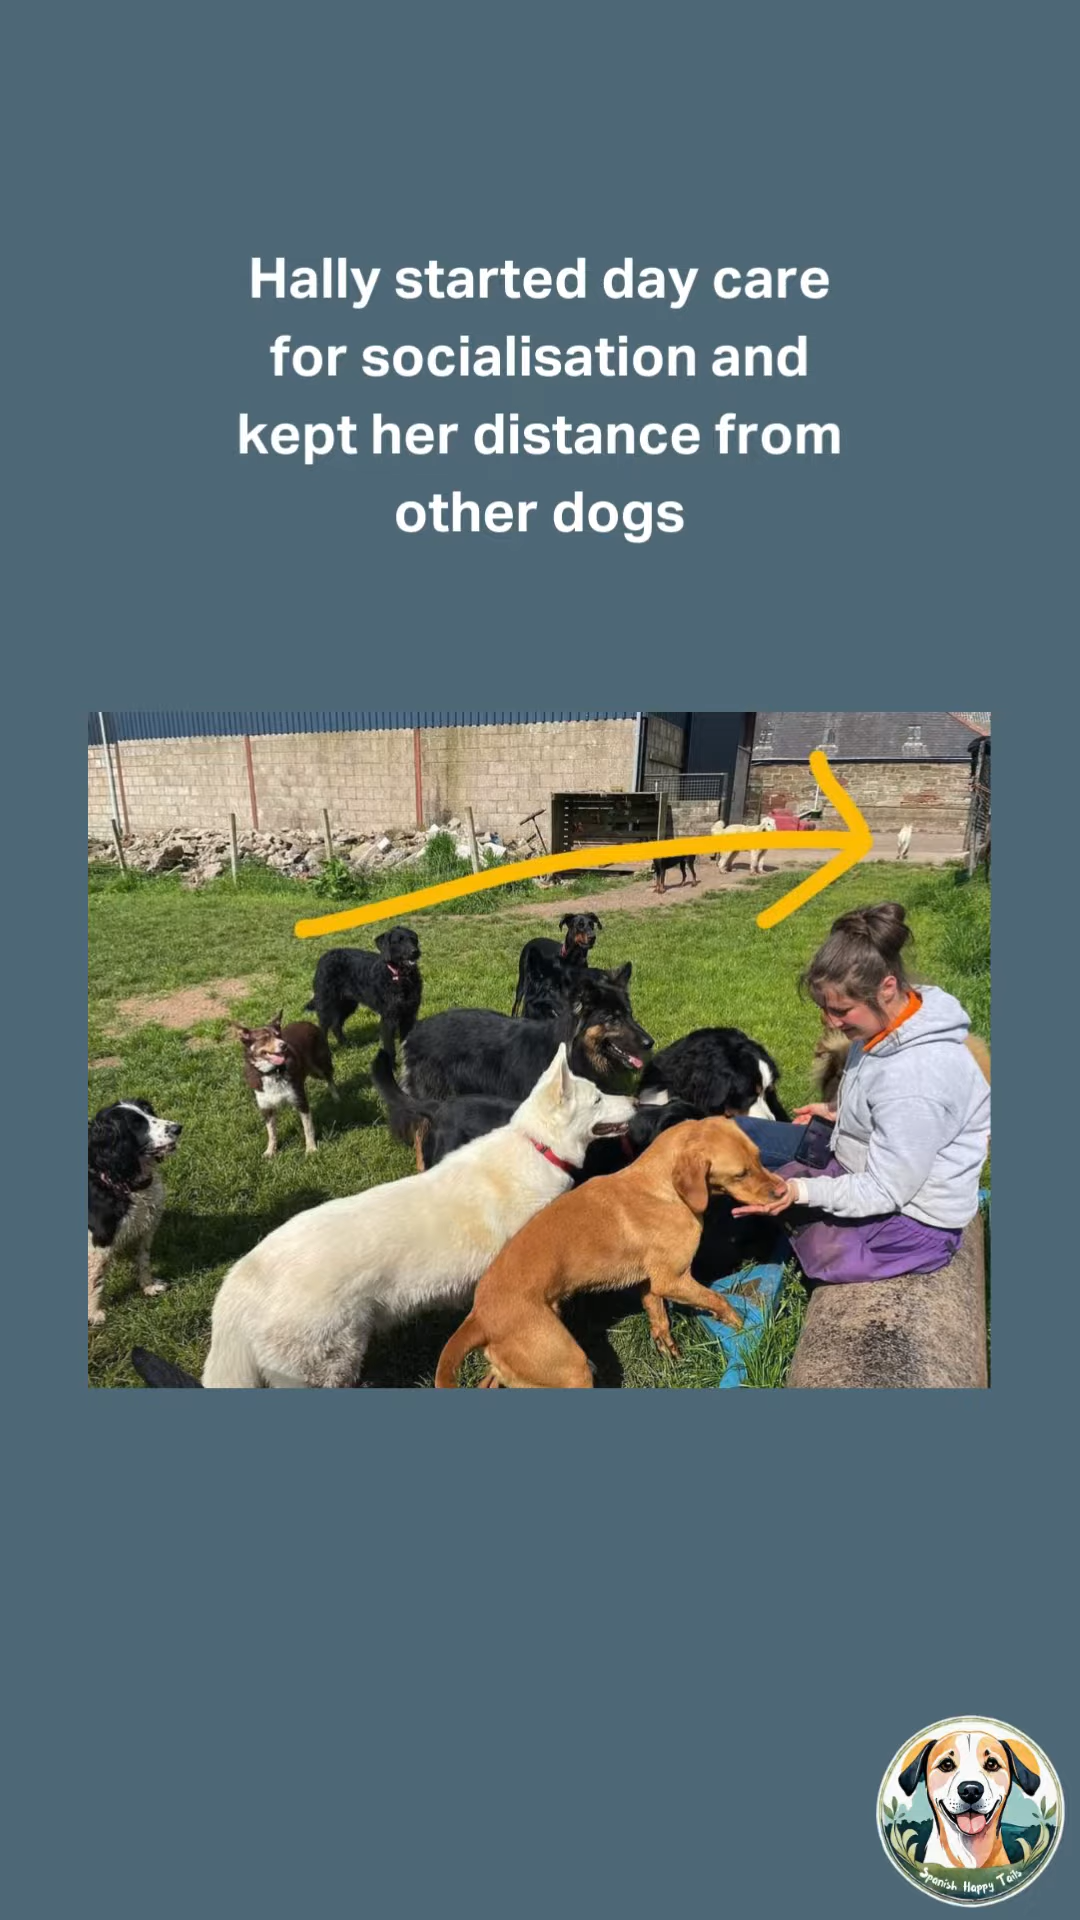 Hally started day care
for socialisation and
kept her distance from
other dogs
Spanish Happy Tails